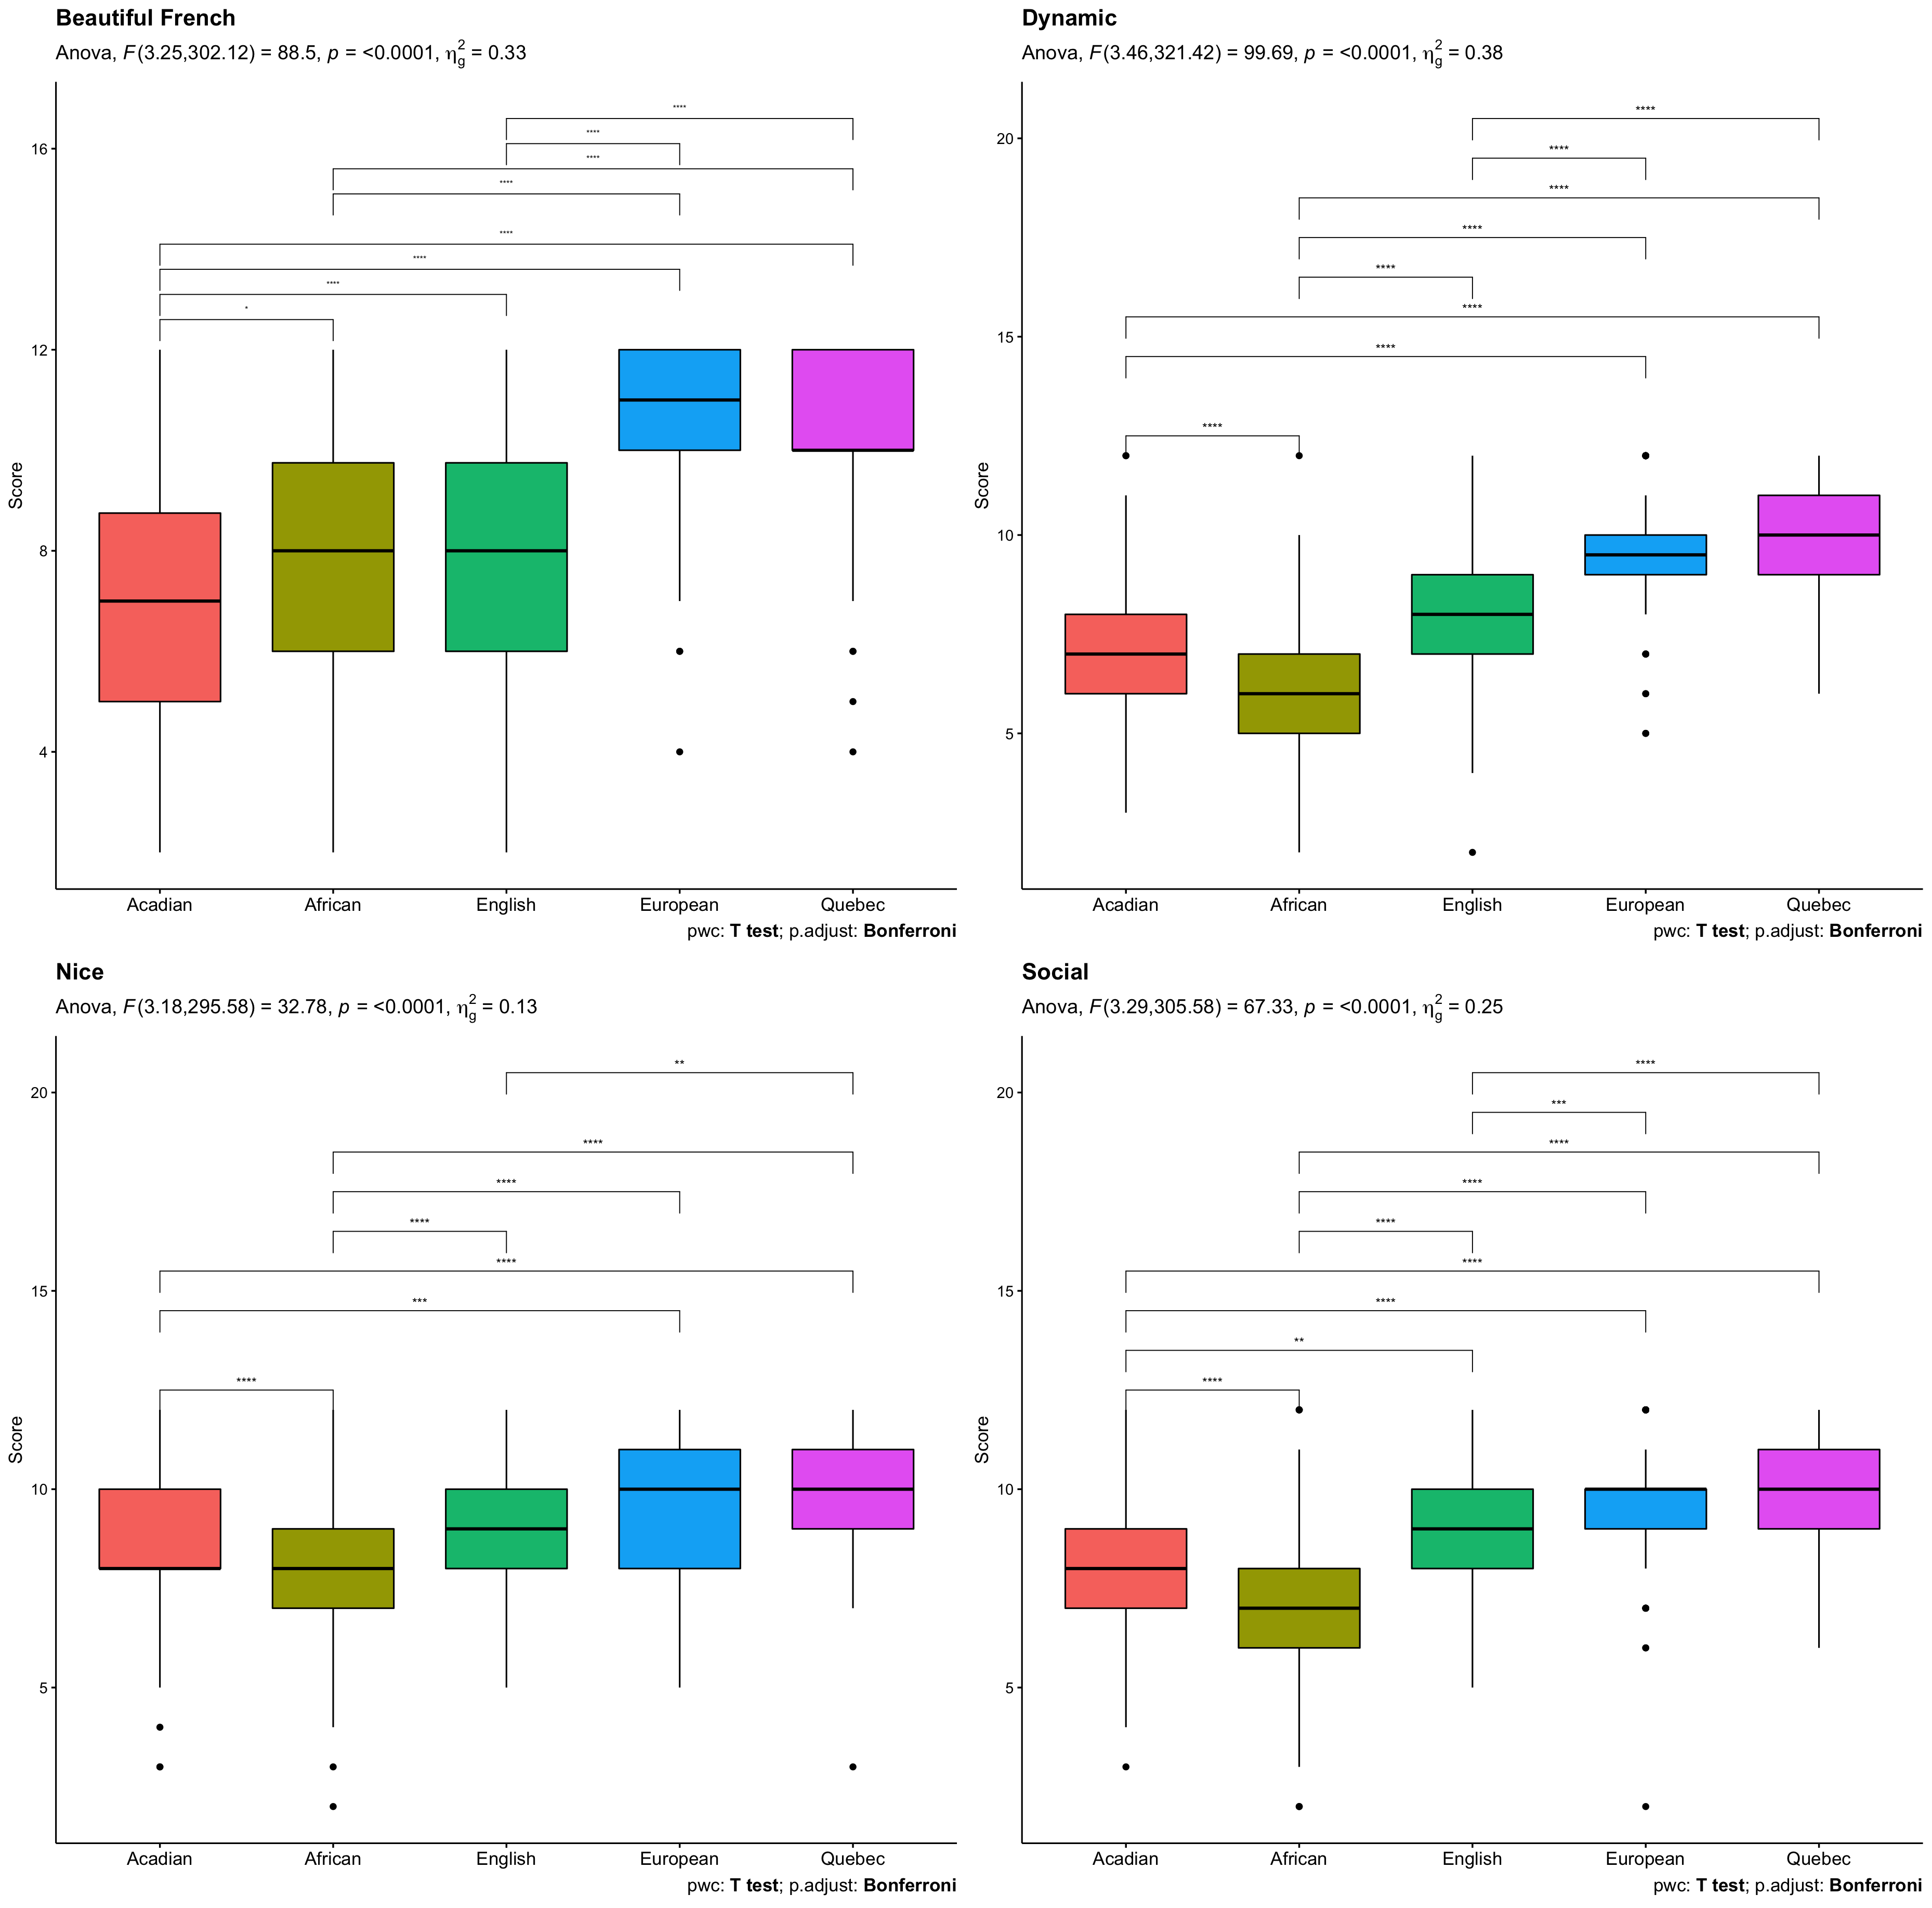 Beautiful French
Anova, F(3.25,302.12) = 88.5, p = <0.0001, η²g = 0.33
****
****
****
****
****
****
****
*
16
12
8
4
Score
Acadian African English European Quebec
pwc: T test; p.adjust: Bonferroni
Dynamic
Anova, F(3.46,321.42) = 99.69, p = <0.0001, η²g = 0.38
****
****
****
****
****
****
****
****
20
15
10
5
Score
Acadian African English European Quebec
pwc: T test; p.adjust: Bonferroni
Nice
Anova, F(3.18,295.58) = 32.78, p = <0.0001, η²g = 0.13
**
****
****
****
****
***
****
20
15
10
5
Score
Acadian African English European Quebec
pwc: T test; p.adjust: Bonferroni
Social
Anova, F(3.29,305.58) = 67.33, p = <0.0001, η²g = 0.25
****
***
****
****
****
****
****
**
****
20
15
10
5
Score
Acadian African English European Quebec
pwc: T test; p.adjust: Bonferroni